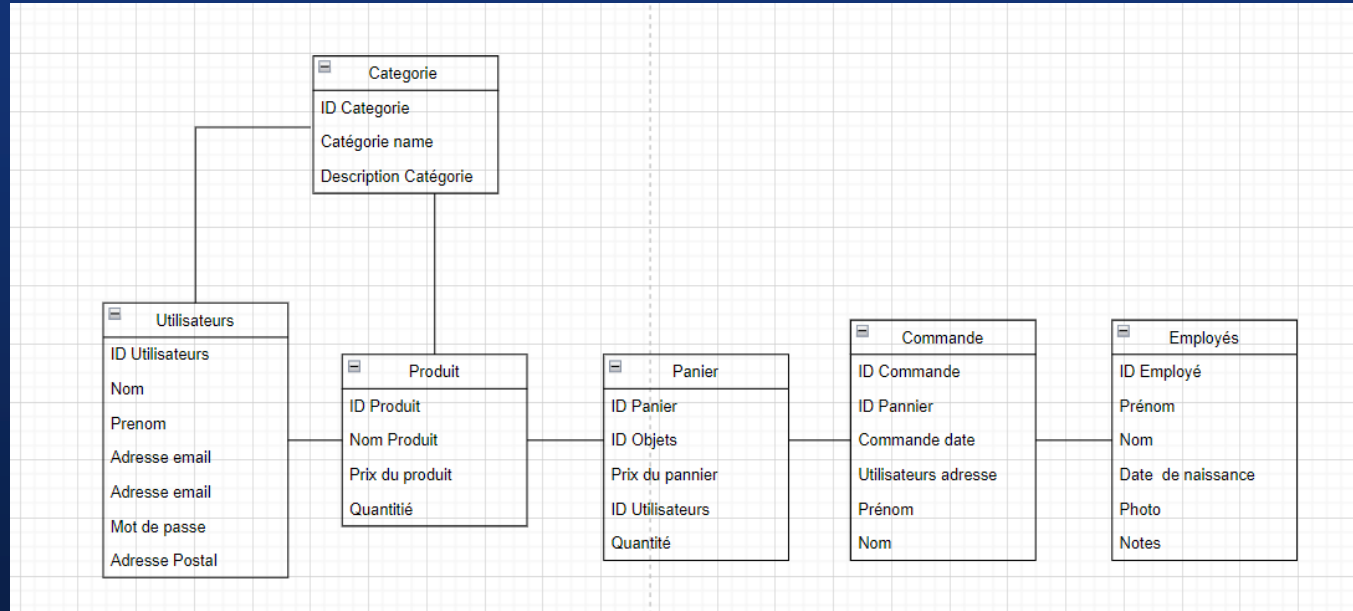 Categorie
ID Categorie
Catégorie name
Description Catégorie
Utilisateurs
ID Utilisateurs
Nom
Prenom
Adresse email
Adresse email
Mot de passe
Adresse Postal
Produit
ID Produit
Nom Produit
Prix du produit
Quantitié
Panier
ID Panier
ID Objets
Prix du pannier
ID Utilisateurs
Quantité
Commande
ID Commande
ID Pannier
Commande date
Utilisateurs adresse
Prénom
Nom
Employés
ID Employé
Prénom
Nom
Date de naissance
Photo
Notes